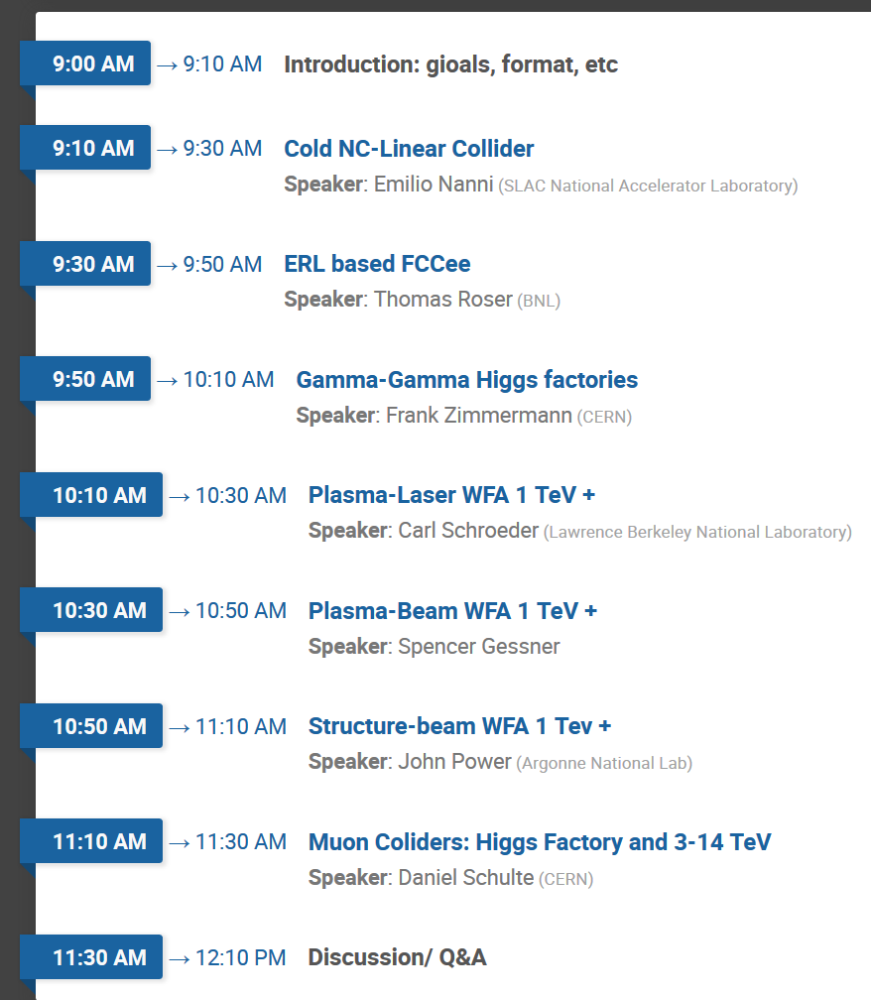 9:00 AM → 9:10 AM Introduction: gioals, format, etc
9:10 AM → 9:30 AM Cold NC-Linear Collider
Speaker: Emilio Nanni (SLAC National Accelerator Laboratory)
9:30 AM → 9:50 AM ERL based FCCee
Speaker: Thomas Roser (BNL)
9:50 AM → 10:10 AM Gamma-Gamma Higgs factories
Speaker: Frank Zimmermann (CERN)
10:10 AM → 10:30 AM Plasma-Laser WFA 1 TeV +
Speaker: Carl Schroeder (Lawrence Berkeley National Laboratory)
10:30 AM → 10:50 AM Plasma-Beam WFA 1 TeV +
Speaker: Spencer Gessner
10:50 AM → 11:10 AM Structure-beam WFA 1 Tev +
Speaker: John Power (Argonne National Lab)
11:10 AM → 11:30 AM Muon Coliders: Higgs Factory and 3-14 TeV
Speaker: Daniel Schulte (CERN)
11:30 AM → 12:10 PM Discussion/ Q&A